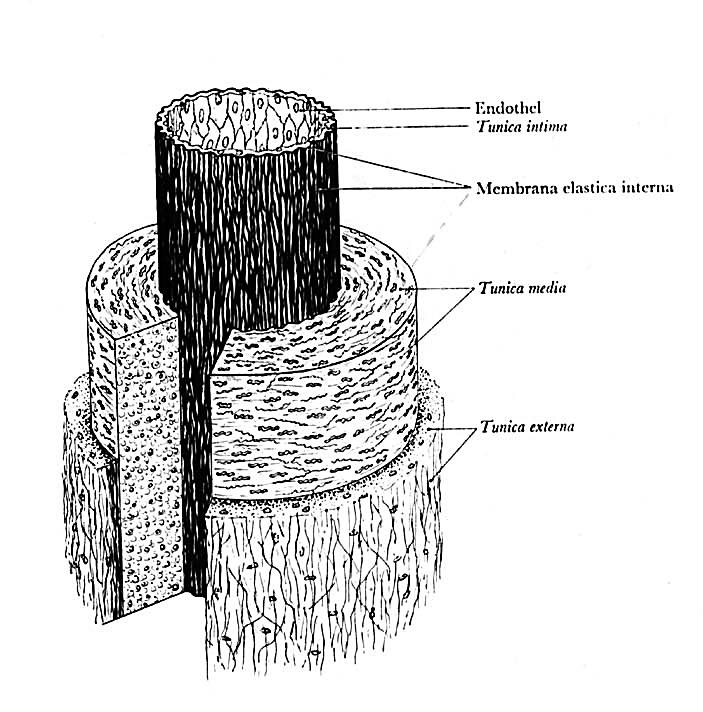 Endothel
Tunica intima
Membrana elastica interna
Tunica media
Tunica externa